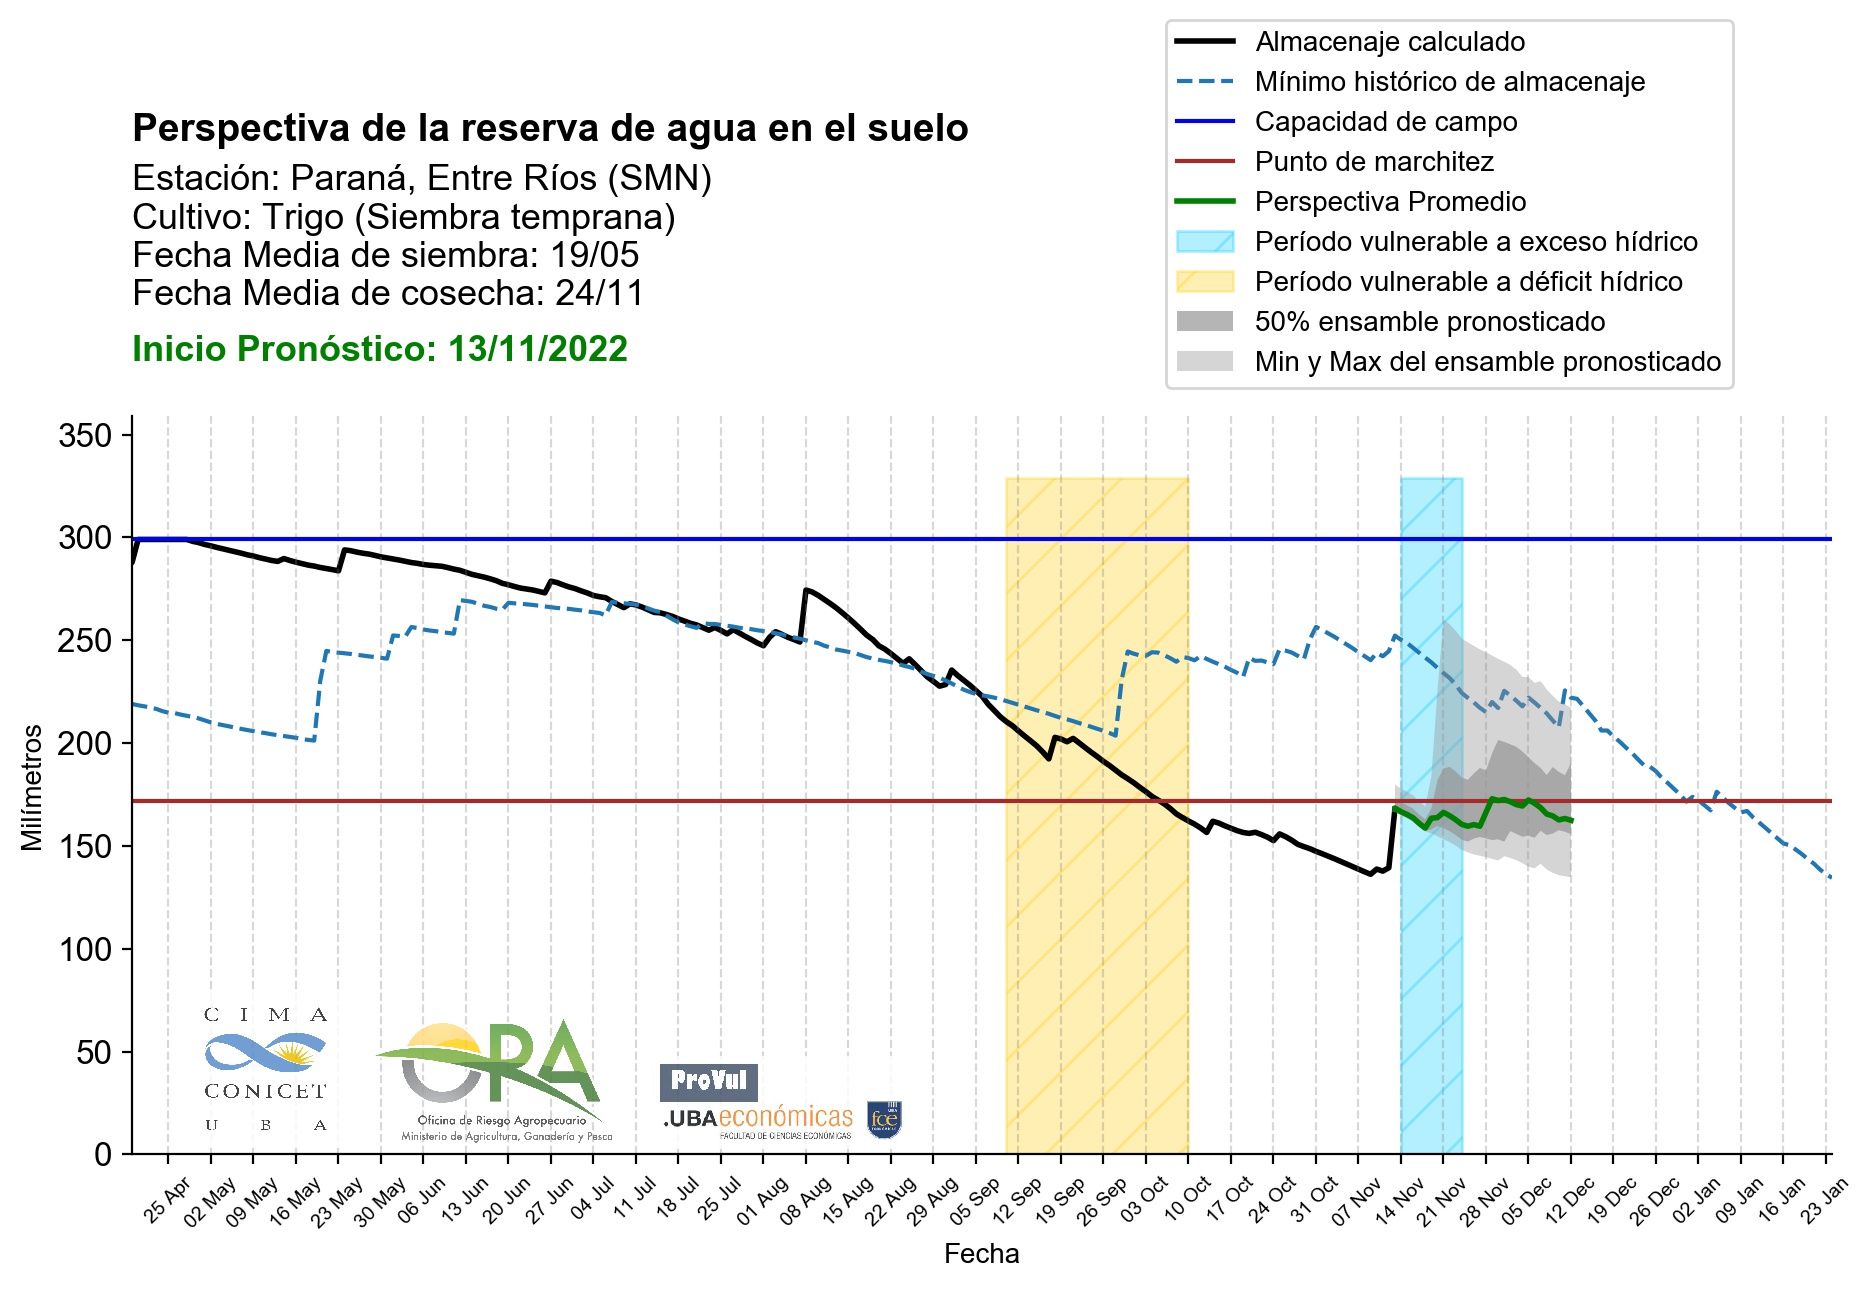 Almacenaje calculado
Mínimo histórico de almacenaje
Capacidad de campo
Punto de marchitez
Perspectiva Promedio
Período vulnerable a exceso hídrico
Período vulnerable a déficit hídrico
50% ensamble pronosticado
Min y Max del ensamble pronosticado
Perspectiva de la reserva de agua en el suelo
Estación: Paraná, Entre Ríos (SMN)
Cultivo: Trigo (Siembra temprana)
Fecha Media de siembra: 19/05
Fecha Media de cosecha: 24/11
Inicio Pronóstico: 13/11/2022
Milímetros
350
300
250
200
150
100
50
0
CIMA
CONICET
UBA
ORA
Oficina de Riesgo Agropecuario
Ministerio de Agricultura, Ganadería y Pesca
ProVul
.UBAeconómicas
FACULTAD DE CIENCIAS ECONÓMICAS
fce
25 Apr
02 May
09 May
16 May
23 May
30 May
06 Jun
13 Jun
20 Jun
27 Jun
04 Jul
11 Jul
18 Jul
25 Jul
01 Aug
08 Aug
15 Aug
22 Aug
29 Aug
05 Sep
12 Sep
19 Sep
26 Sep
03 Oct
10 Oct
17 Oct
24 Oct
31 Oct
07 Nov
14 Nov
21 Nov
28 Nov
05 Dec
12 Dec
19 Dec
26 Dec
02 Jan
09 Jan
16 Jan
23 Jan
Fecha